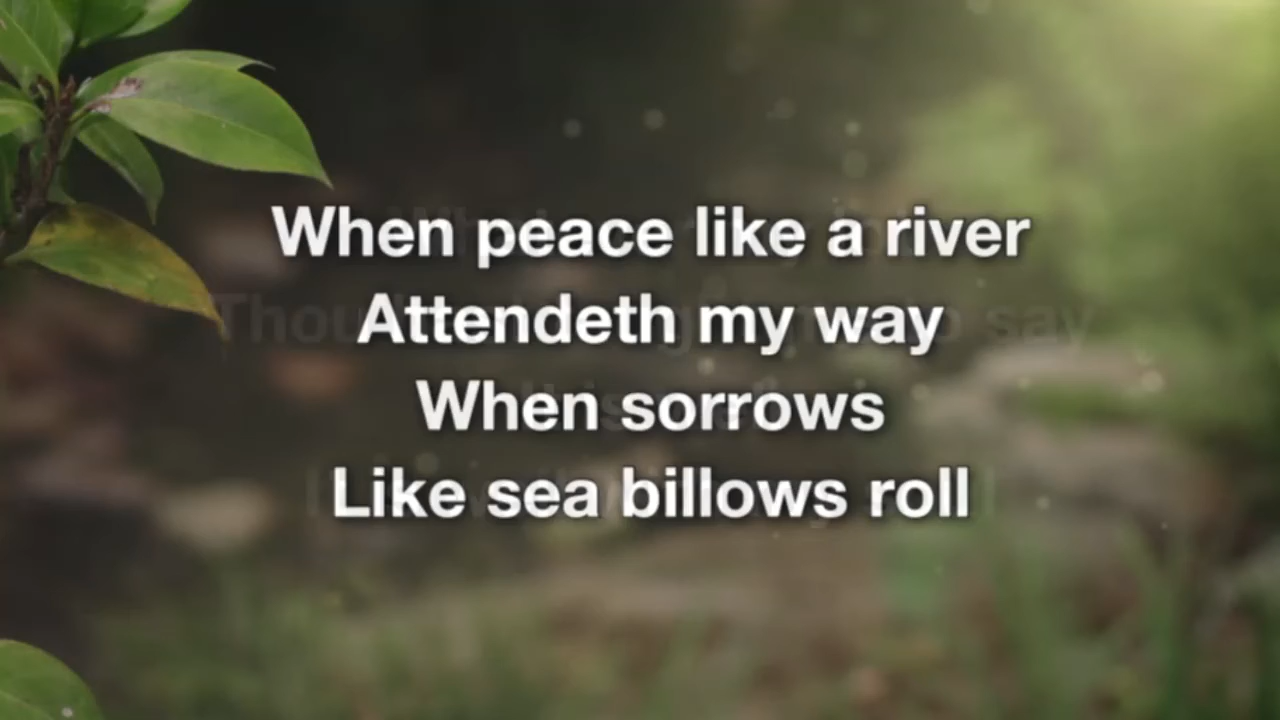 When peace like a river
Attendeth my way
When sorrows
Like sea billows roll